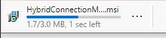 HybridConnectionM....msi
1.7/3.0 MB, 1 sec left
...